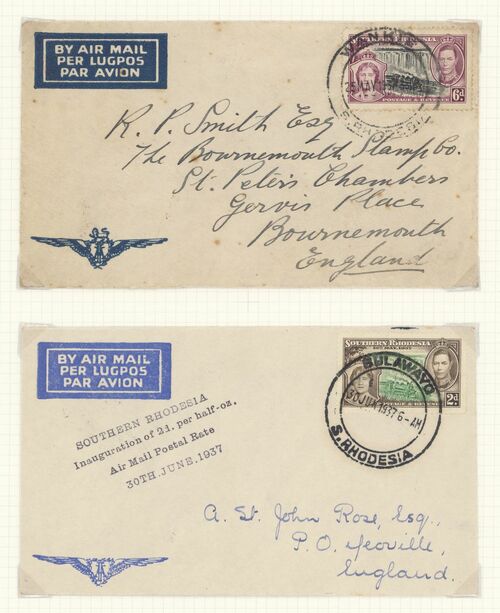 BY AIR MAIL
PER LUGPOS
PAR AVION
SOUTHERN RHODESIA
POSTAGE & REVENUE
6d
S. RHODESIA
R. P. Smith Esq
The Bournemouth Stamp Co.
St. Peter's Chambers
Gervis Place
Bournemouth
England
BY AIR MAIL
PER LUGPOS
PAR AVION
SOUTHERN RHODESIA
2d
BULAWAYO
30 JUN 1937 6-AM
S. RHODESIA
SOUTHERN RHODESIA
Inauguration of 2d. per half-oz.
Air Mail Postal Rate
30TH. JUNE, 1937
A. St. John Rose, Esq.,
P.O. Yeoville,
England.